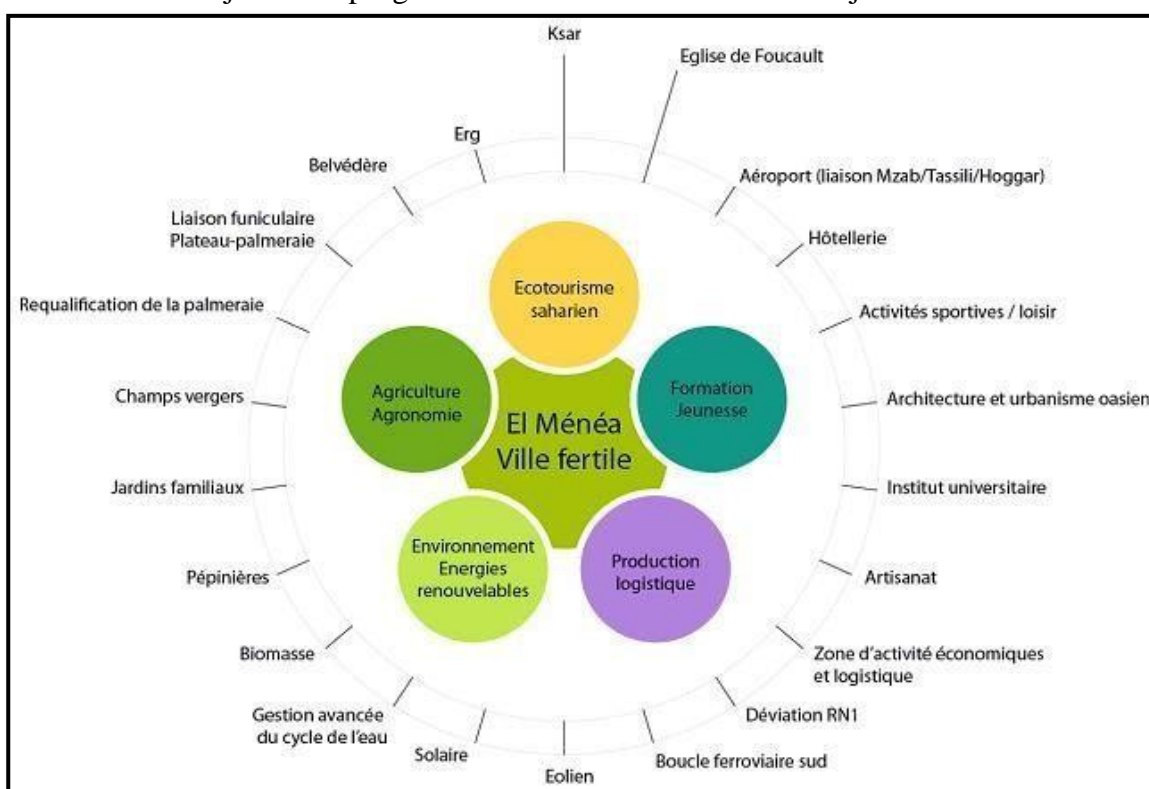 Ksar
Eglise de Foucault
Erg
Belvédère
Aéroport (liaison Mzab/Tassili/Hoggar)
Liaison funiculaire
Plateau-palmeraie
Hôtellerie
Requalification de la palmeraie
Activités sportives / loisir
Ecotourisme
saharien
Agriculture
Agronomie
Formation
Jeunesse
Champs vergers
Architecture et urbanisme oasien
El Ménéa
Ville fertile
Jardins familiaux
Institut universitaire
Environnement
Energies
renouvelables
Production
logistique
Pépinières
Artisanat
Biomasse
Zone d'activité économiques
et logistique
Gestion avancée
du cycle de l'eau
Déviation RN1
Solaire
Boucle ferroviaire sud
Eolien